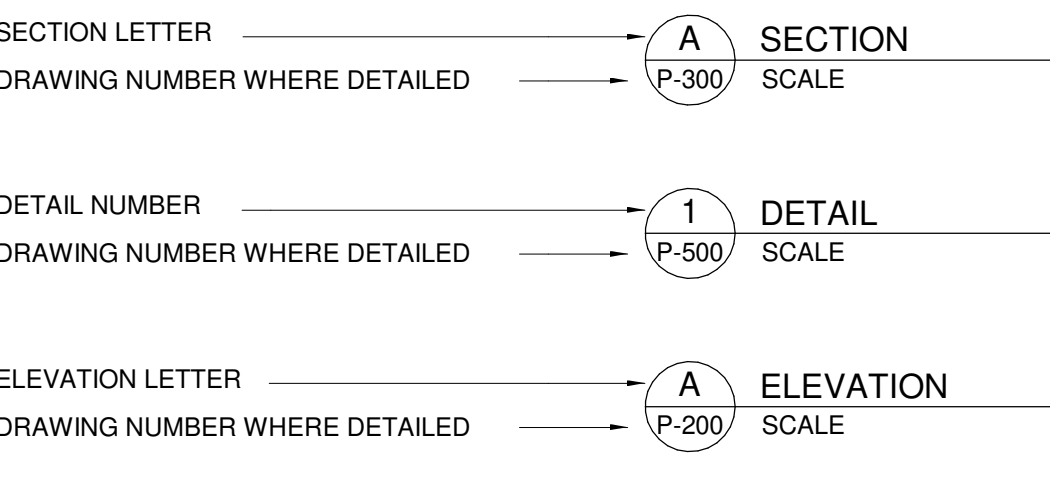 SECTION LETTER A SECTION
DRAWING NUMBER WHERE DETAILED P-300 SCALE
DETAIL NUMBER 1 DETAIL
DRAWING NUMBER WHERE DETAILED P-500 SCALE
ELEVATION LETTER A ELEVATION
DRAWING NUMBER WHERE DETAILED P-200 SCALE